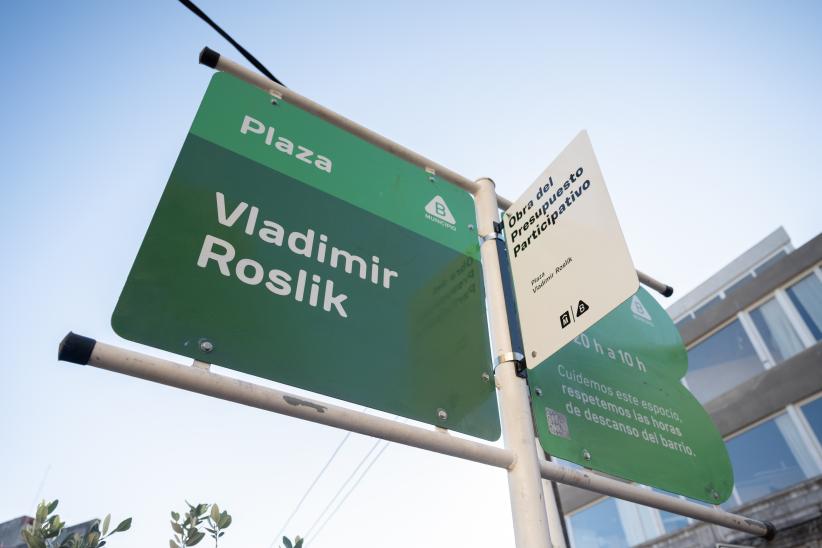 Plaza
Vladimir
Roslik
B
MUNICIPIO
Obra del
Presupuesto
Participativo
Plaza
Vladimir Roslik
B
B
20 h a 10 h
Cuidemos este espacio,
respetemos las horas
de descanso del barrio.